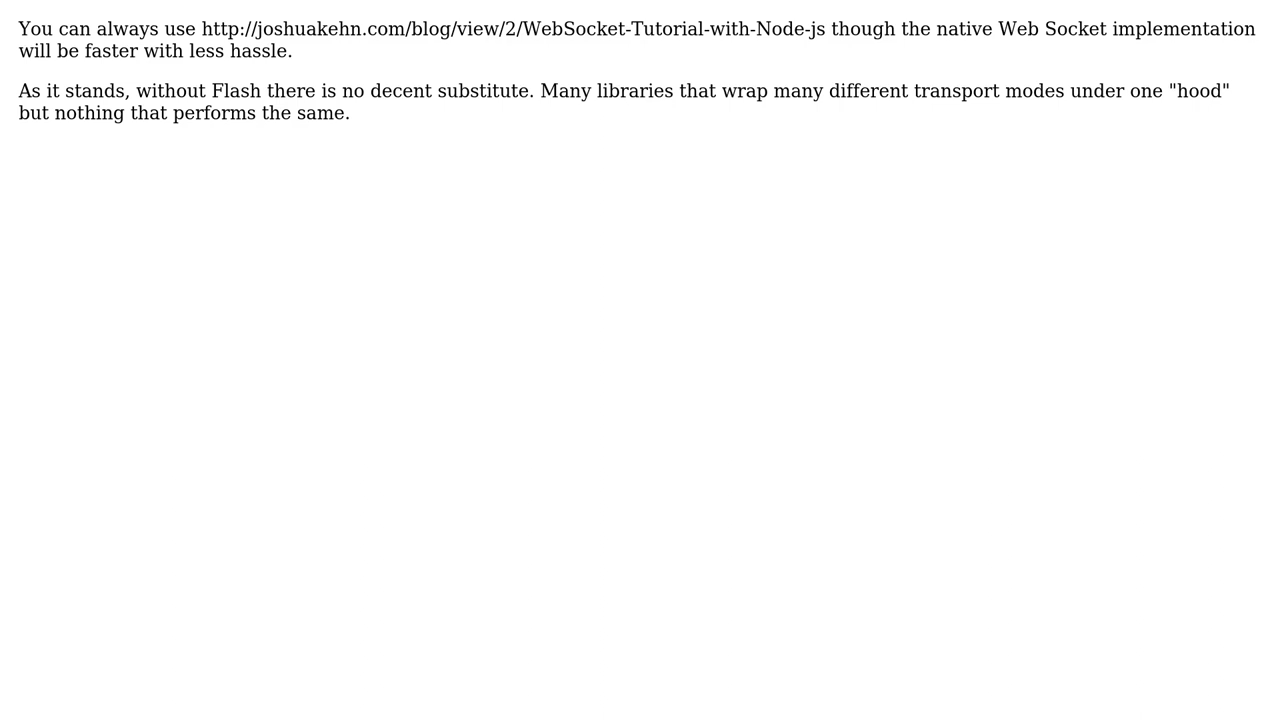 You can always use http://joshuakehn.com/blog/view/2/WebSocket-Tutorial-with-Node-js though the native Web Socket implementation
will be faster with less hassle.
As it stands, without Flash there is no decent substitute. Many libraries that wrap many different transport modes under one "hood"
but nothing that performs the same.